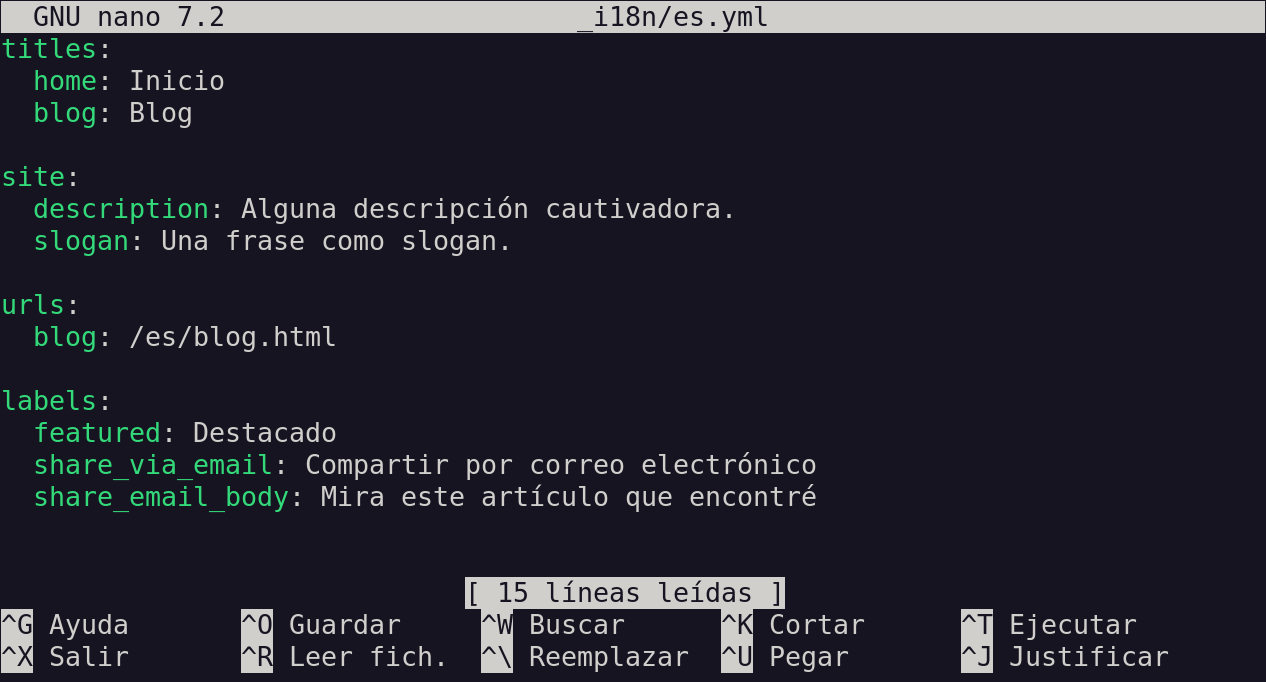 GNU nano 7.2 _i18n/es.yml
titles:
  home: Inicio
  blog: Blog

site:
  description: Alguna descripción cautivadora.
  slogan: Una frase como slogan.

urls:
  blog: /es/blog.html

labels:
  featured: Destacado
  share_via_email: Compartir por correo electrónico
  share_email_body: Mira este artículo que encontré

[ 15 líneas leídas ]
^G Ayuda ^O Guardar ^W Buscar ^K Cortar ^T Ejecutar
^X Salir ^R Leer fich. ^\ Reemplazar ^U Pegar ^J Justificar